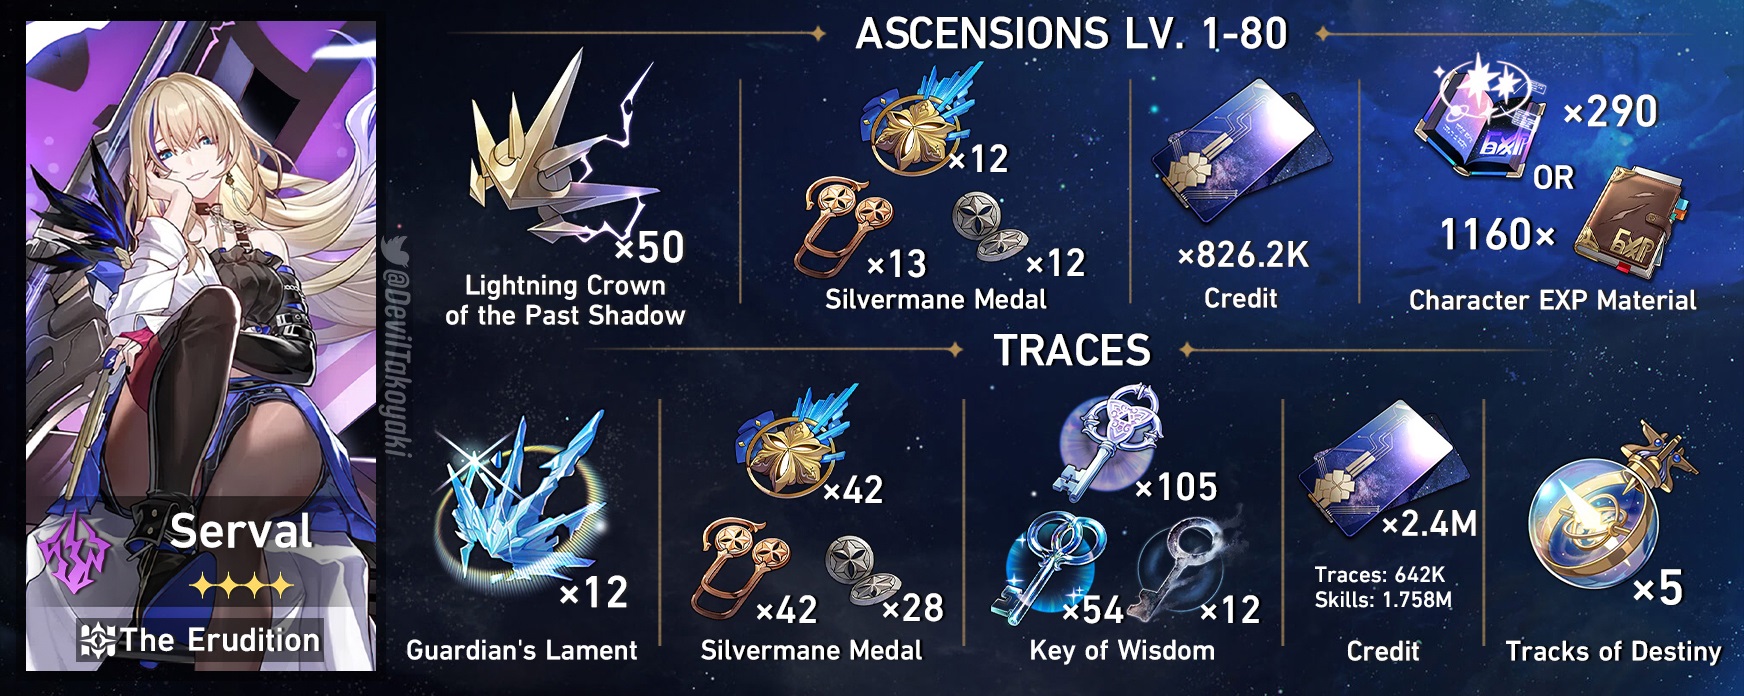 ASCENSIONS LV. 1-80
×50
Lightning Crown
of the Past Shadow
×12
×13
×12
Silvermane Medal
×826.2K
Credit
EXP
×290
OR
1160×
EXP
Character EXP Material
@DevilTakoyaki
Serval
The Erudition
TRACES
×12
Guardian's Lament
×42
×42
×28
Silvermane Medal
×105
×54
×12
Key of Wisdom
×2.4M
Traces: 642K
Skills: 1.758M
Credit
×5
Tracks of Destiny